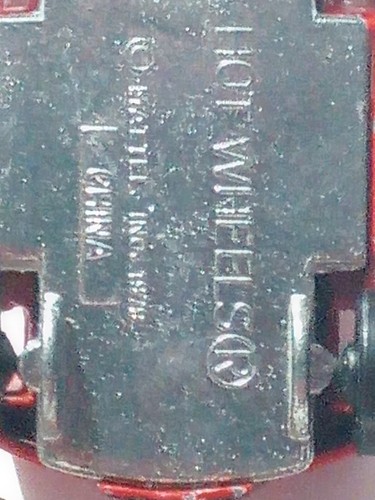 HOT WHEELS®
© MATTEL, INC. 1978
CHINA